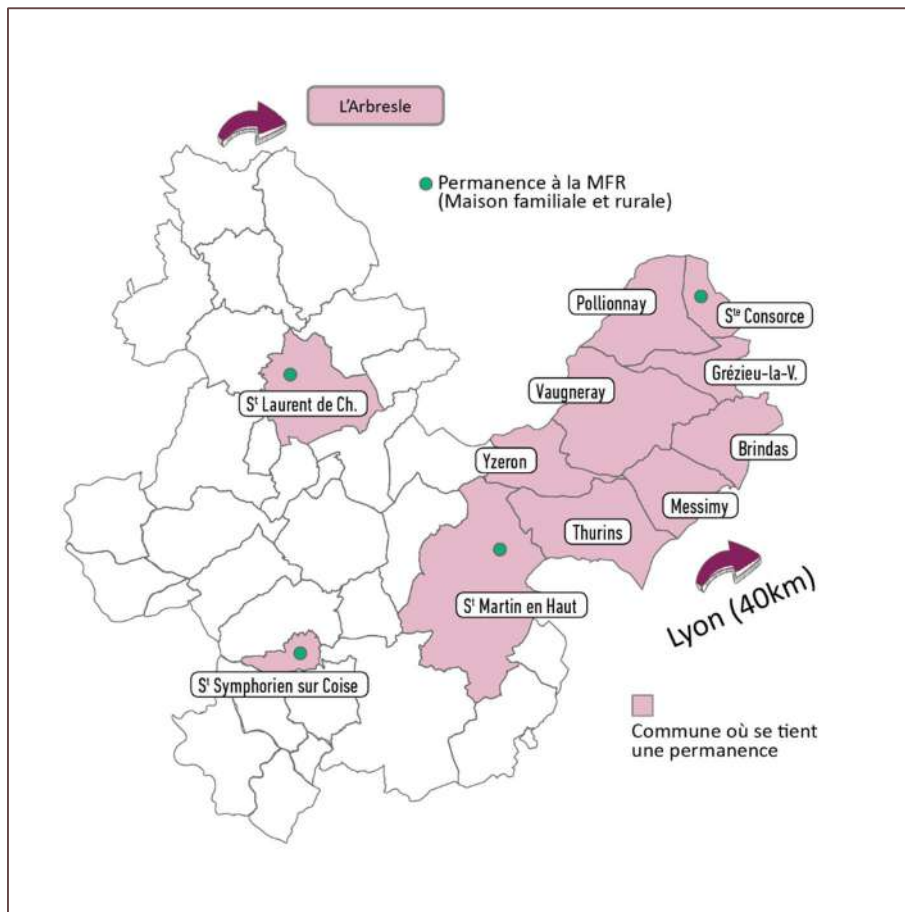 L'Arbresle
Permanence à la MFR
(Maison familiale et rurale)
Pollionnay
Ste Consorce
Grézieu-la-V.
Vaugneray
St Laurent de Ch.
Brindas
Yzeron
Messimy
Thurins
Lyon (40km)
St Martin en Haut
St Symphorien sur Coise
Commune où se tient
une permanence